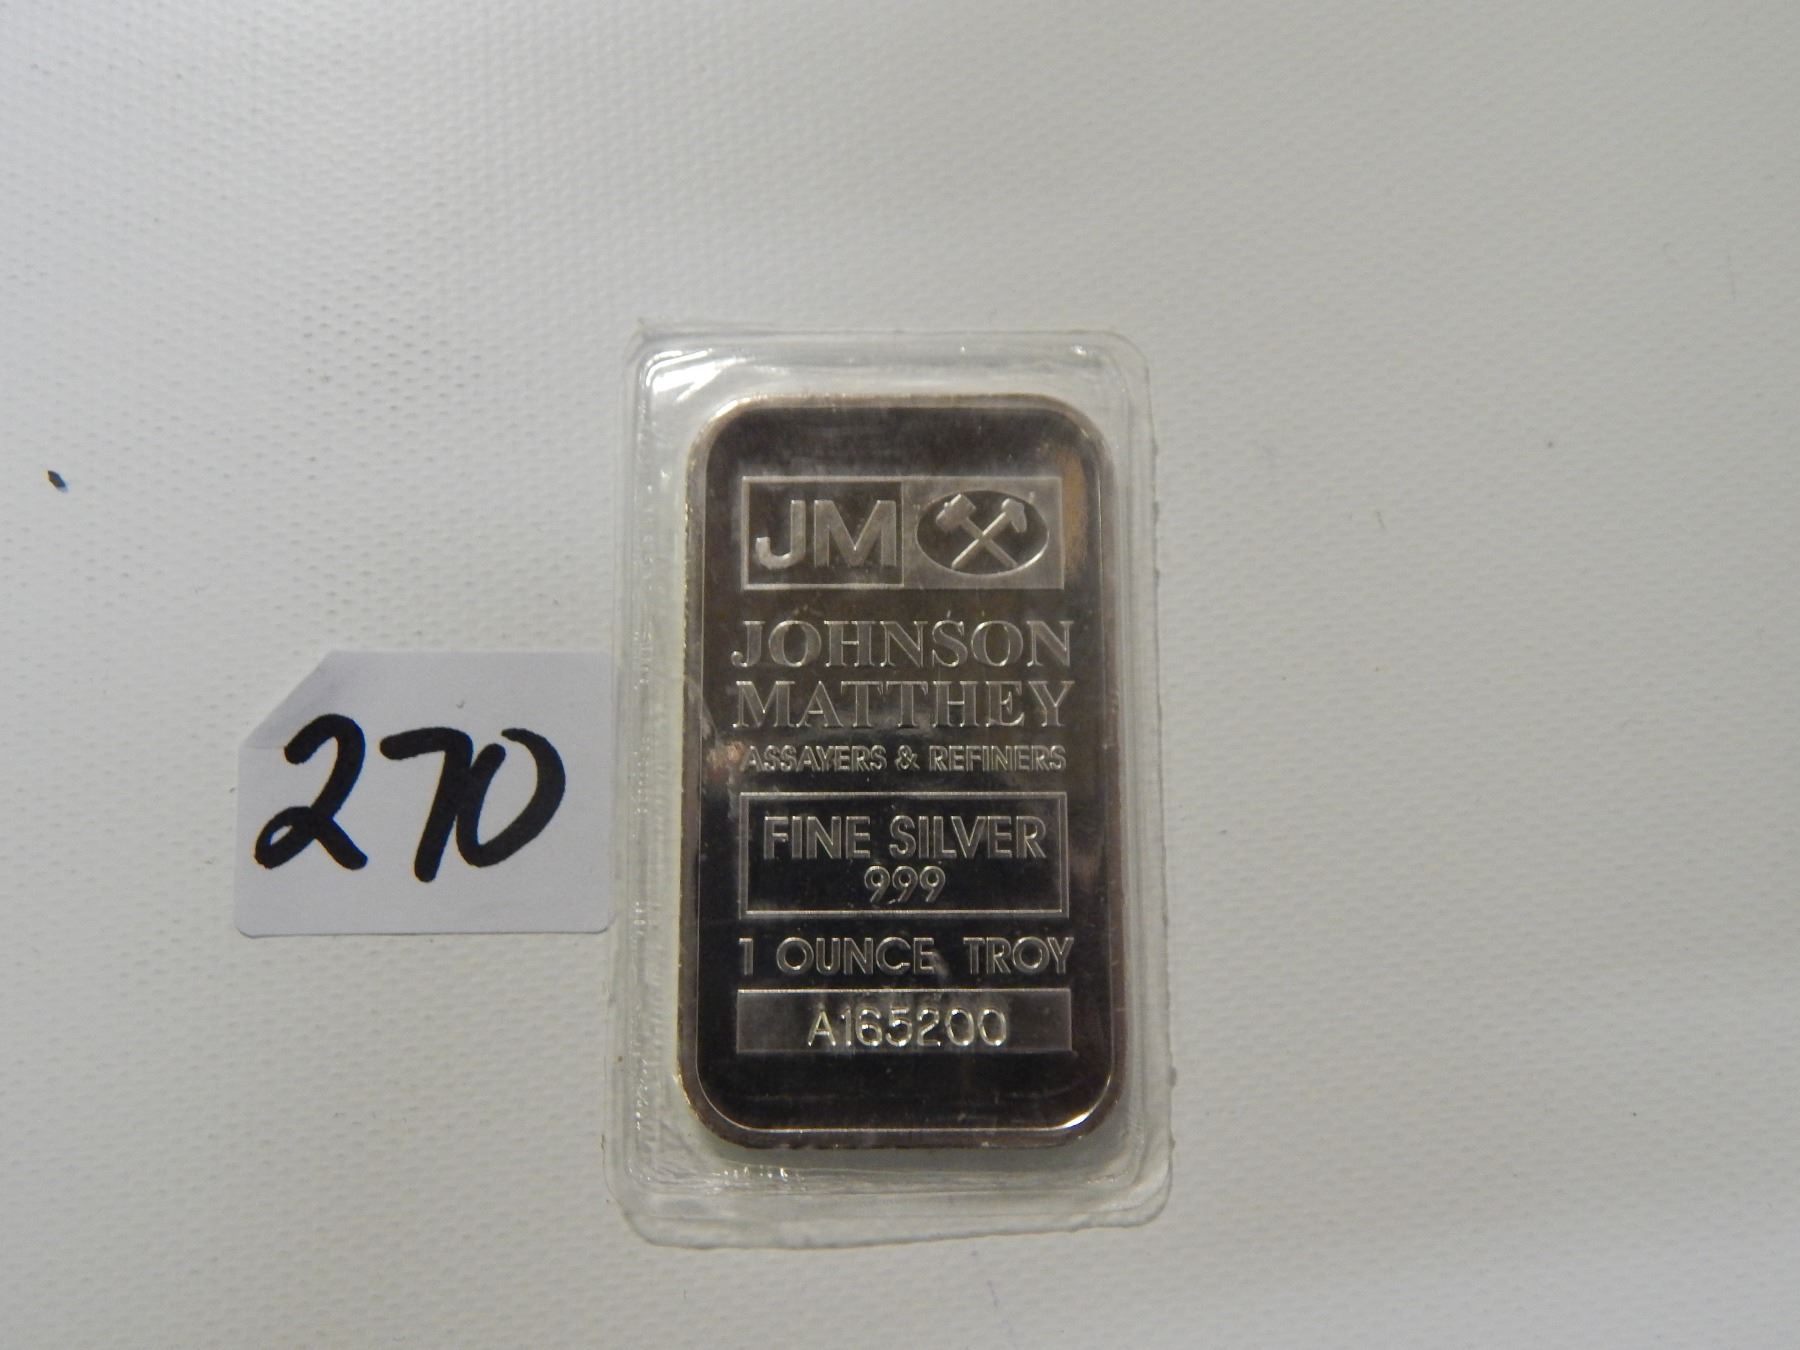 270
JM
JOHNSON
MATTHEY
ASSAYERS & REFINERS
FINE SILVER
999
1 OUNCE TROY
A165200